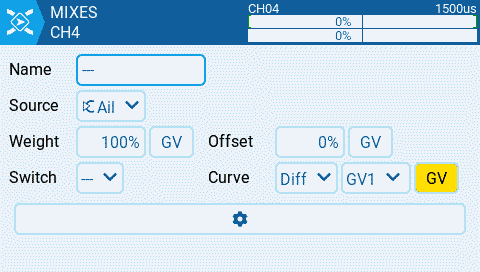 MIXES
CH4
CH04 1500us
0%
0%
Name ---
Source Ail
Weight 100% GV Offset 0% GV
Switch --- Curve Diff GV1 GV